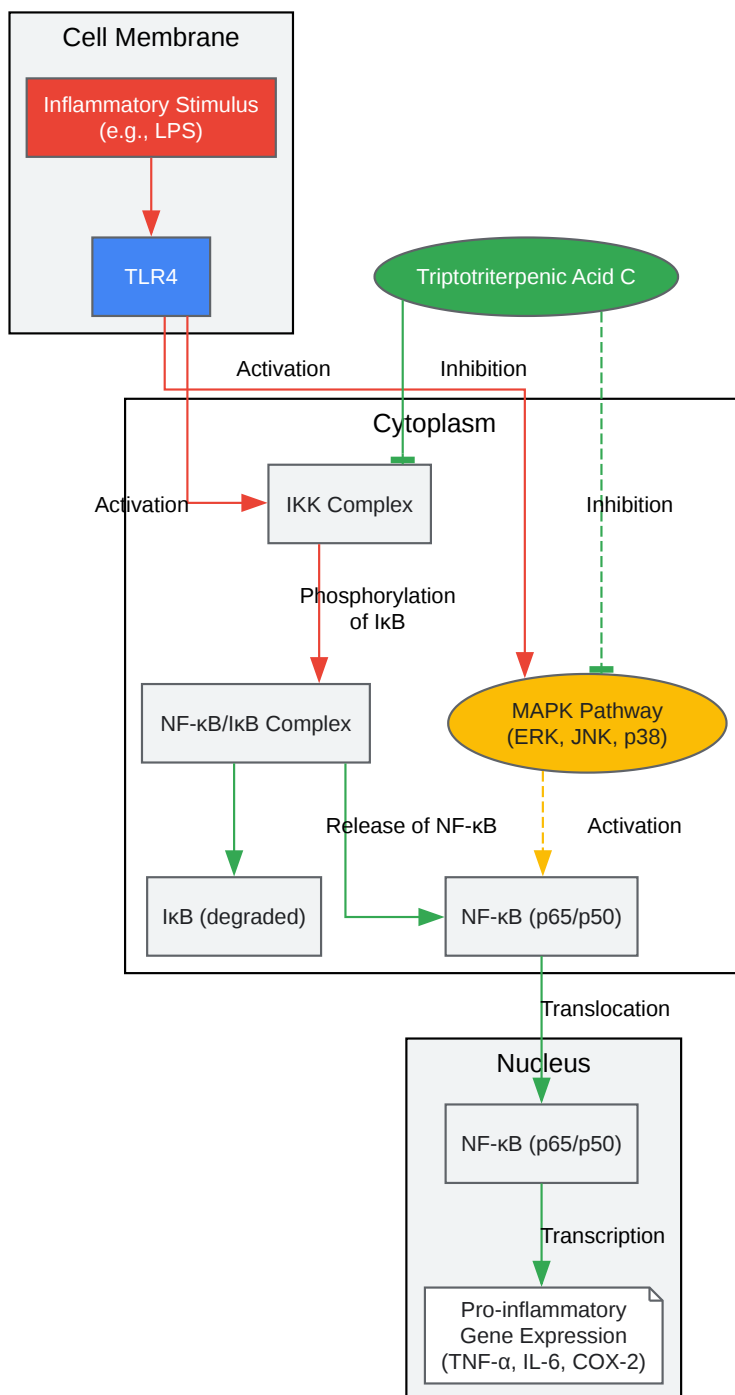 Cell Membrane
Inflammatory Stimulus
(e.g., LPS)
TLR4
Triptotriterpenic Acid C
Activation
Inhibition
Cytoplasm
Activation
IKK Complex
Inhibition
Phosphorylation
of IκB
NF-κB/IκB Complex
MAPK Pathway
(ERK, JNK, p38)
Release of NF-κB
Activation
IκB (degraded)
NF-κB (p65/p50)
Translocation
Nucleus
NF-κB (p65/p50)
Transcription
Pro-inflammatory
Gene Expression
(TNF-α, IL-6, COX-2)